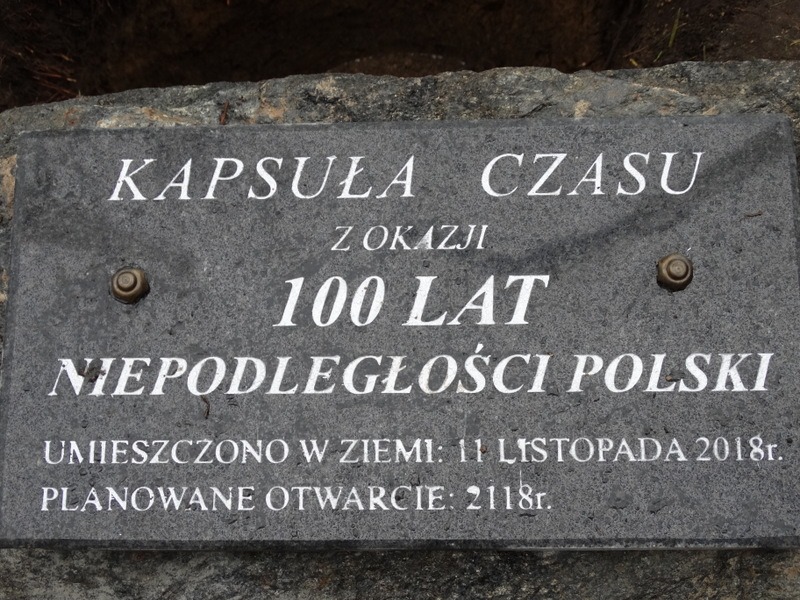 KAPSUŁA CZASU
Z OKAZJI
100 LAT
NIEPODLEGŁOŚCI POLSKI
UMIESZCZONO W ZIEMI: 11 LISTOPADA 2018r.
PLANOWANE OTWARCIE: 2118r.